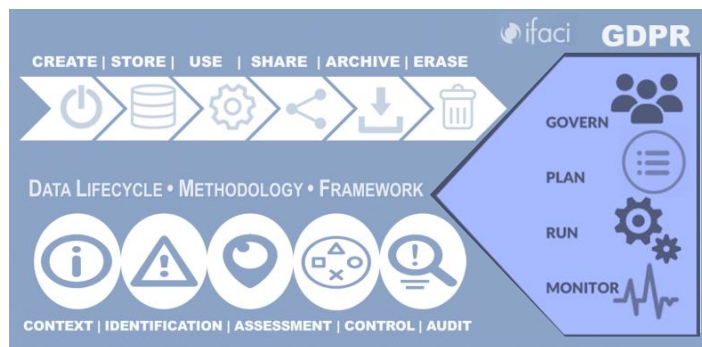 ifaci GDPR
CREATE | STORE | USE | SHARE | ARCHIVE | ERASE
GOVERN
PLAN
DATA LIFECYCLE • METHODOLOGY • FRAMEWORK
RUN
MONITOR
CONTEXT | IDENTIFICATION | ASSESSMENT | CONTROL | AUDIT